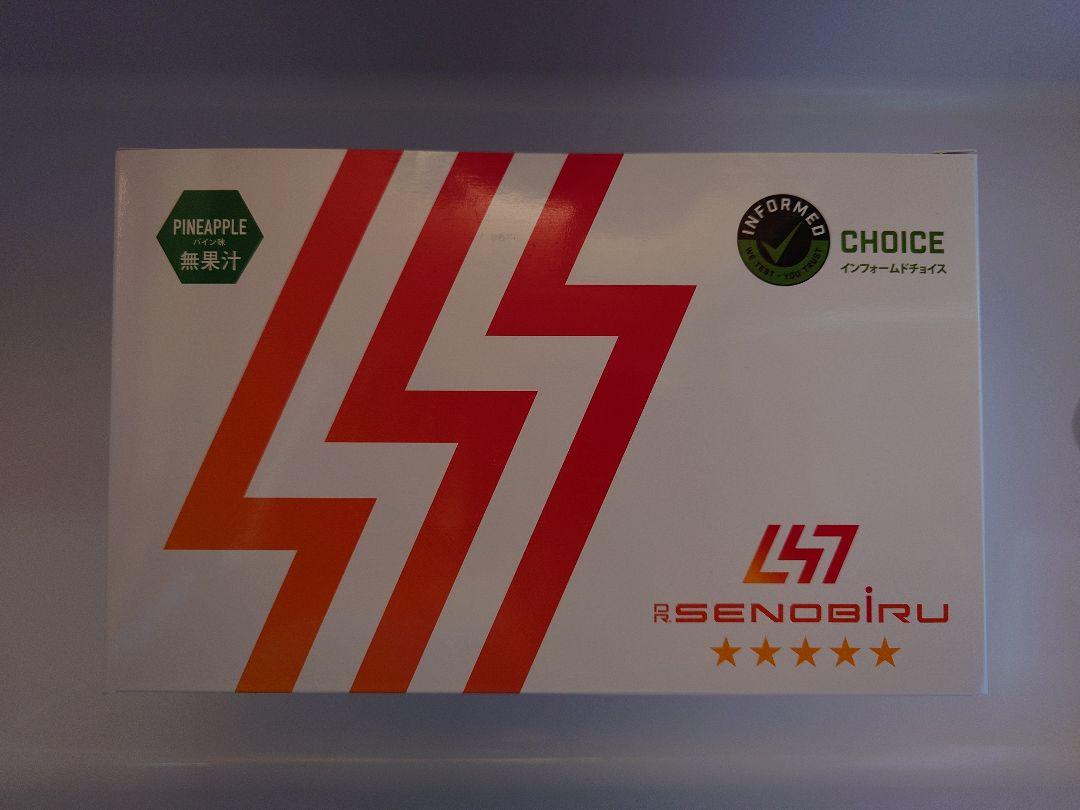 PINEAPPLE
パイン味
無果汁
INFORMED
WE TEST · YOU TRUST
CHOICE
インフォームドチョイス
DR. SENOBiRU